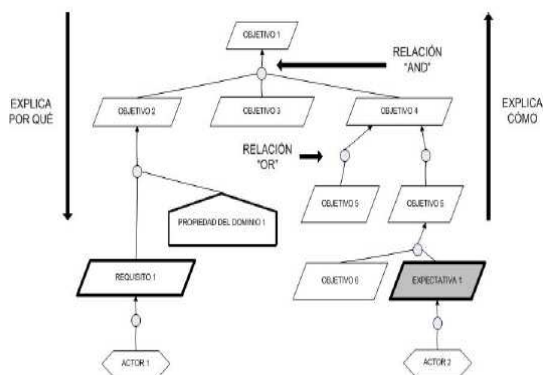 OBJETIVO 1
RELACIÓN
"AND"
EXPLICA
POR QUÉ
EXPLICA
CÓMO
OBJETIVO 2
OBJETIVO 3
OBJETIVO 4
RELACIÓN
"OR"
OBJETIVO 5
OBJETIVO 5
PROPIEDAD DEL DOMINIO 1
REQUISITO 1
OBJETIVO 6
EXPECTATIVA 1
ACTOR 1
ACTOR 2